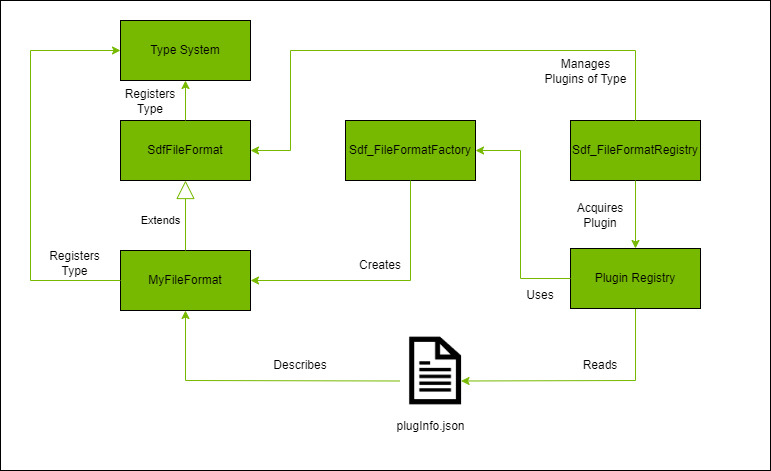 Type System
Manages
Plugins of Type
Registers
Type
SdfFileFormat
Sdf_FileFormatFactory
Sdf_FileFormatRegistry
Acquires
Plugin
Extends
Registers
Type
Creates
MyFileFormat
Plugin Registry
Uses
Describes
Reads
plugInfo.json